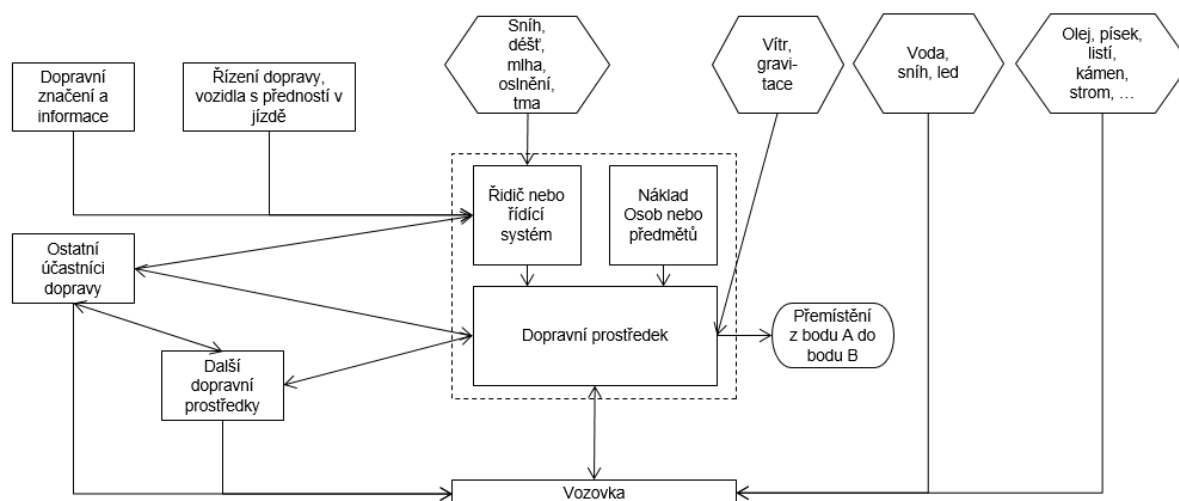 Dopravní
značení a
informace
Řízení dopravy,
vozidla s předností v
jízdě
Sníh,
déšť,
mlha,
oslnění,
tma
Vítr,
gravi-
tace
Voda,
sníh, led
Olej, písek,
listí,
kámen,
strom, …
Řidič nebo
řídící
systém
Náklad
Osob nebo
předmětů
Ostatní
účastníci
dopravy
Dopravní prostředek
Přemístění
z bodu A do
bodu B
Další
dopravní
prostředky
Vozovka